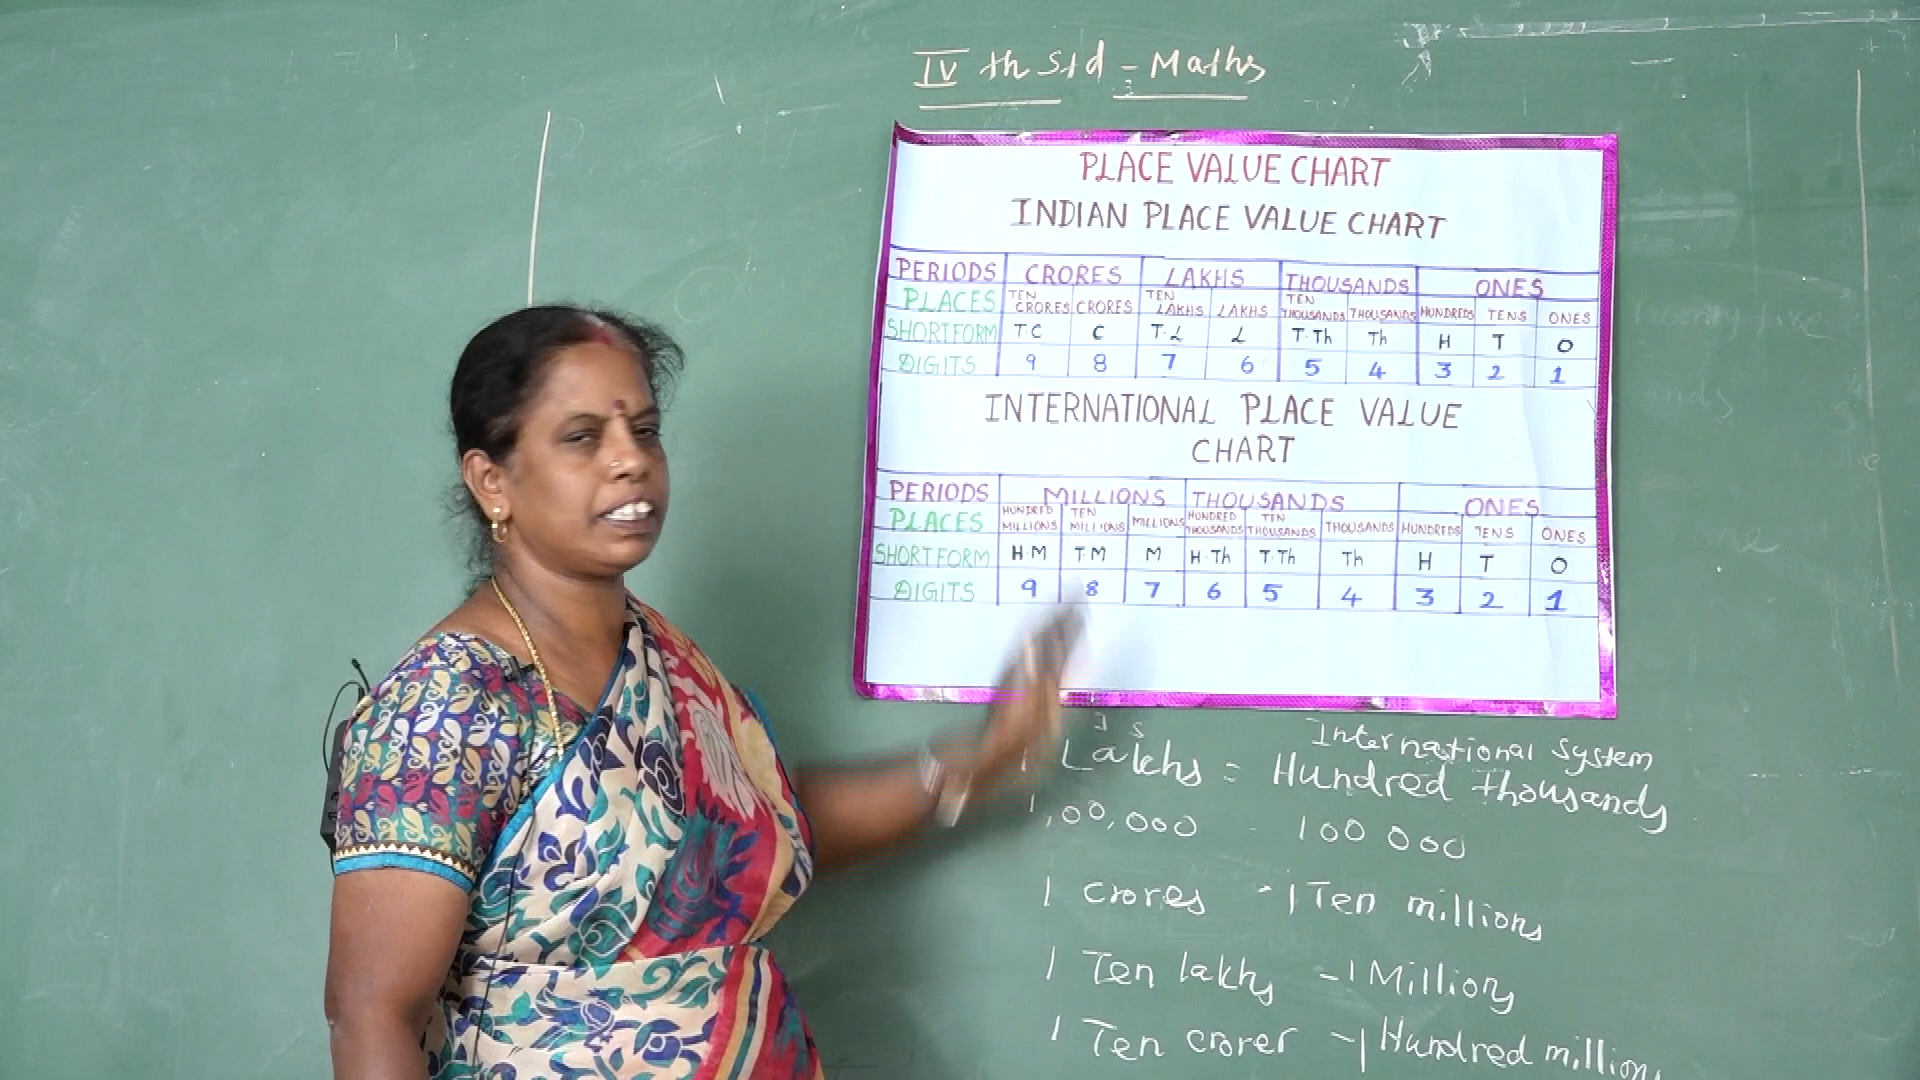 IV th Std - Maths
PLACE VALUE CHART
INDIAN PLACE VALUE CHART
PERIODS CRORES LAKHS THOUSANDS ONES
PLACES TEN CRORES CRORES TEN LAKHS LAKHS TEN THOUSANDS THOUSANDS HUNDREDS TENS ONES
SHORTFORM TC C T.L L T.Th Th H T O
DIGITS 9 8 7 6 5 4 3 2 1
INTERNATIONAL PLACE VALUE
CHART
PERIODS MILLIONS THOUSANDS ONES
PLACES HUNDRED MILLIONS TEN MILLIONS MILLIONS HUNDRED THOUSANDS TEN THOUSANDS THOUSANDS HUNDREDS TENS ONES
SHORTFORM H.M T.M M H.Th T.Th Th H T O
DIGITS 9 8 7 6 5 4 3 2 1
I S International System
1 Lakhs = Hundred thousands
1,00,000 - 100 000
1 crores - 1 Ten millions
1 Ten lakhs - 1 Millions
1 Ten crorer - 1 Hundred million